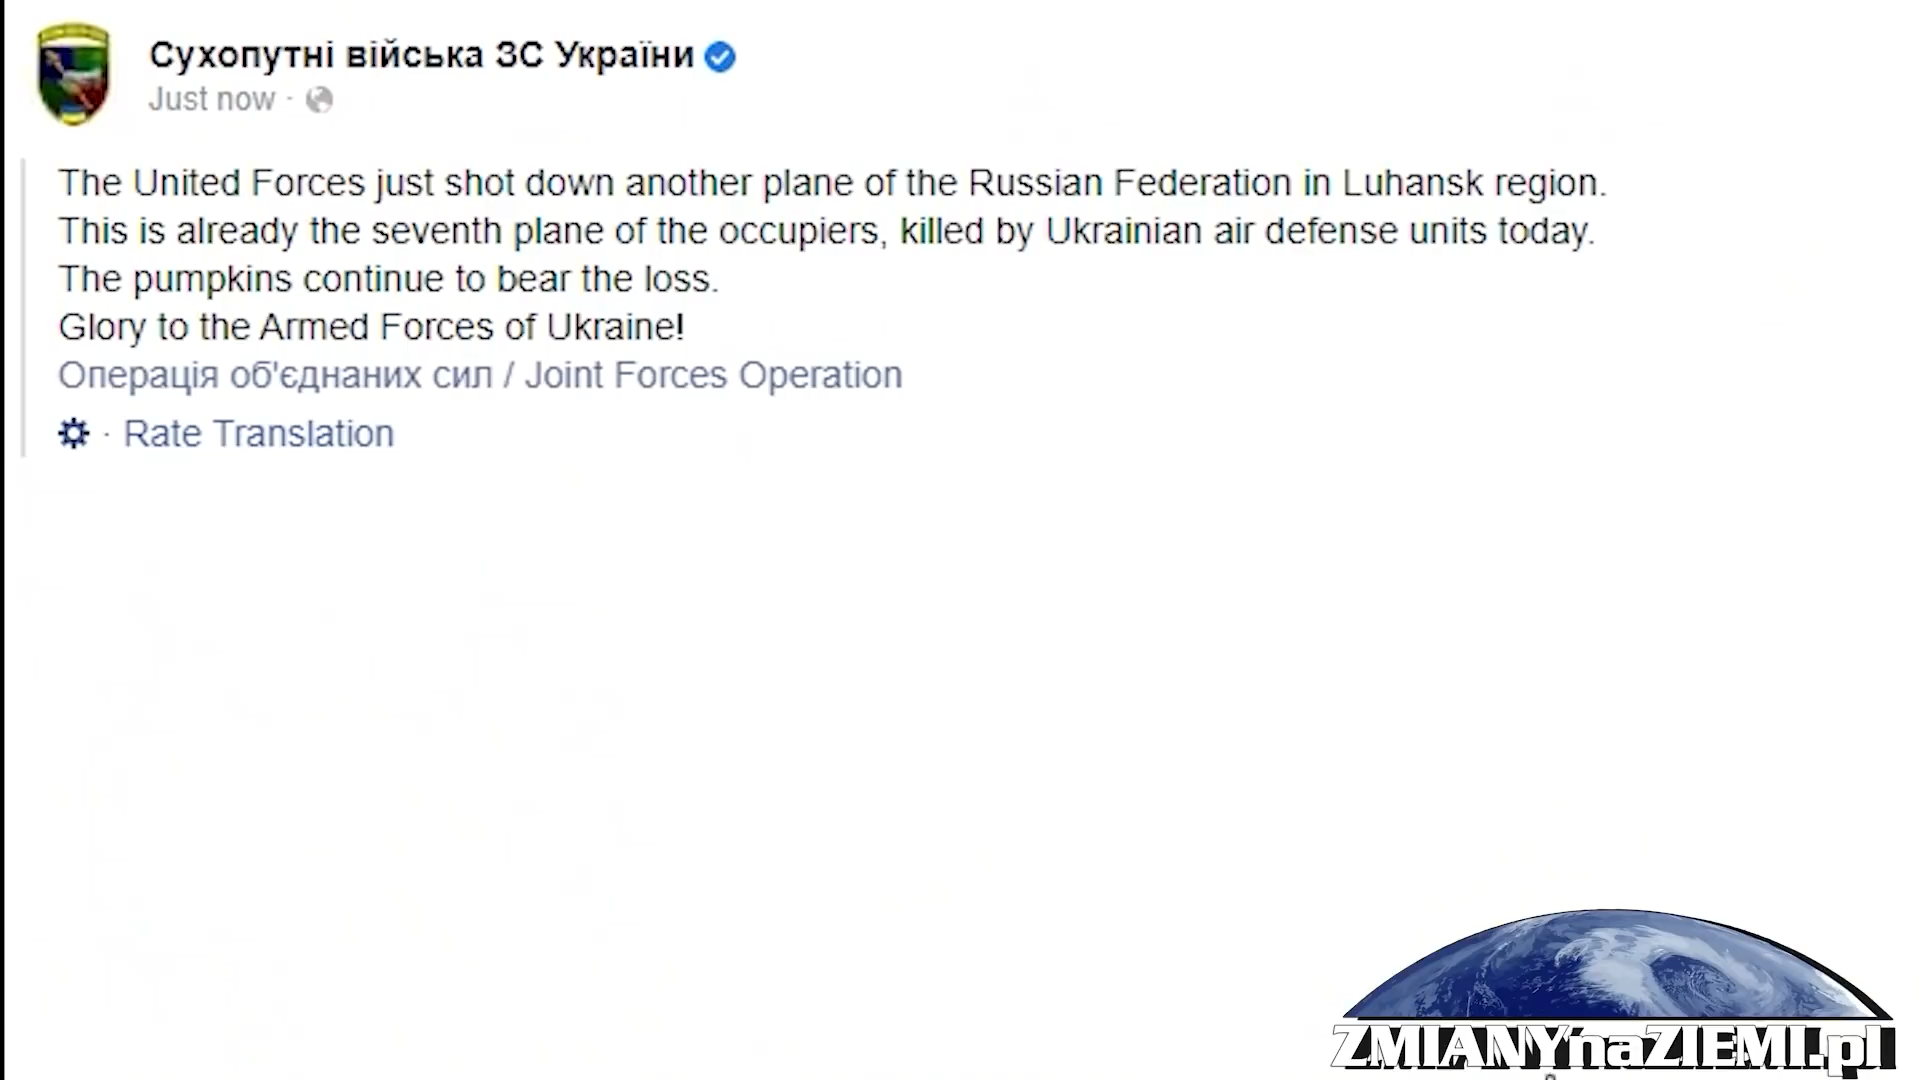 Сухопутні війська ЗС України
Just now ·
The United Forces just shot down another plane of the Russian Federation in Luhansk region.
This is already the seventh plane of the occupiers, killed by Ukrainian air defense units today.
The pumpkins continue to bear the loss.
Glory to the Armed Forces of Ukraine!
Операція об'єднаних сил / Joint Forces Operation
· Rate Translation
ZMIANYnaZIEMI.pl